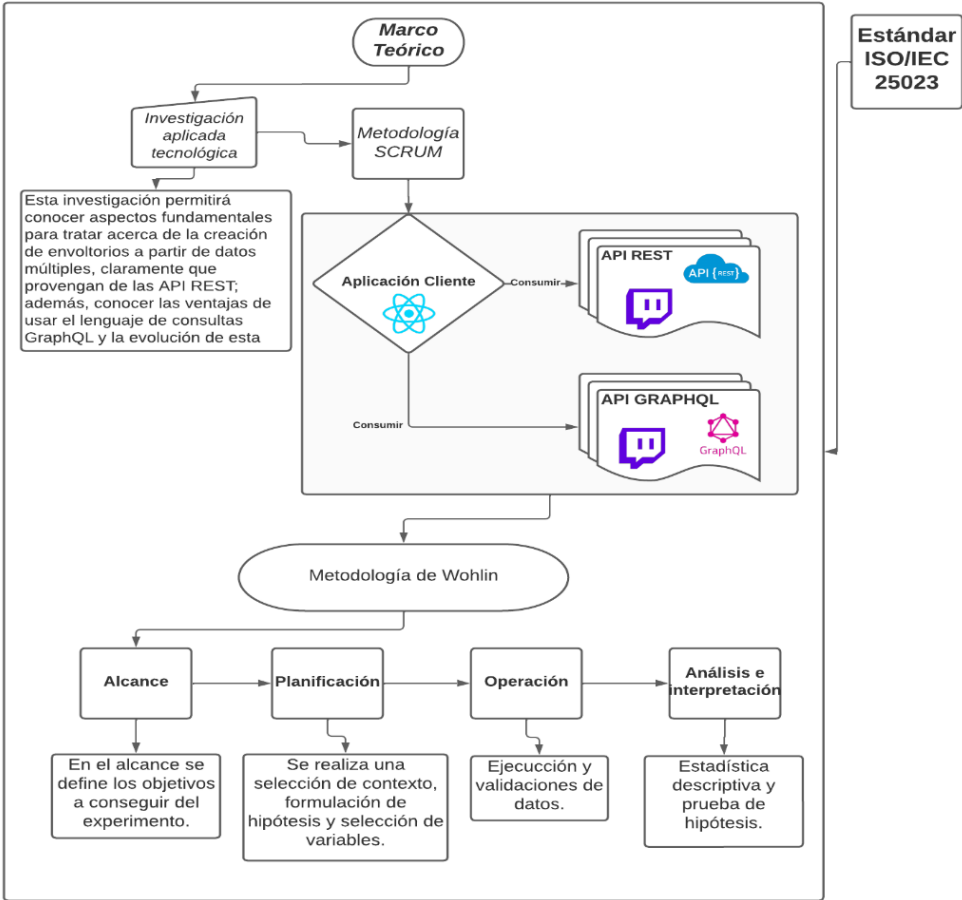 Marco
Teórico
Estándar
ISO/IEC
25023
Investigación
aplicada
tecnológica
Metodología
SCRUM
Esta investigación permitirá
conocer aspectos fundamentales
para tratar acerca de la creación
de envoltorios a partir de datos
múltiples, claramente que
provengan de las API REST;
además, conocer las ventajas de
usar el lenguaje de consultas
GraphQL y la evolución de esta
Aplicación Cliente
Consumir
API REST
API {REST}
Consumir
API GRAPHQL
GraphQL
Metodología de Wohlin
Alcance
Planificación
Operación
Análisis e
interpretación
En el alcance se
define los objetivos
a conseguir del
experimento.
Se realiza una
selección de contexto,
formulación de
hipótesis y selección de
variables.
Ejecución y
validaciones de
datos.
Estadística
descriptiva y
prueba de
hipótesis.